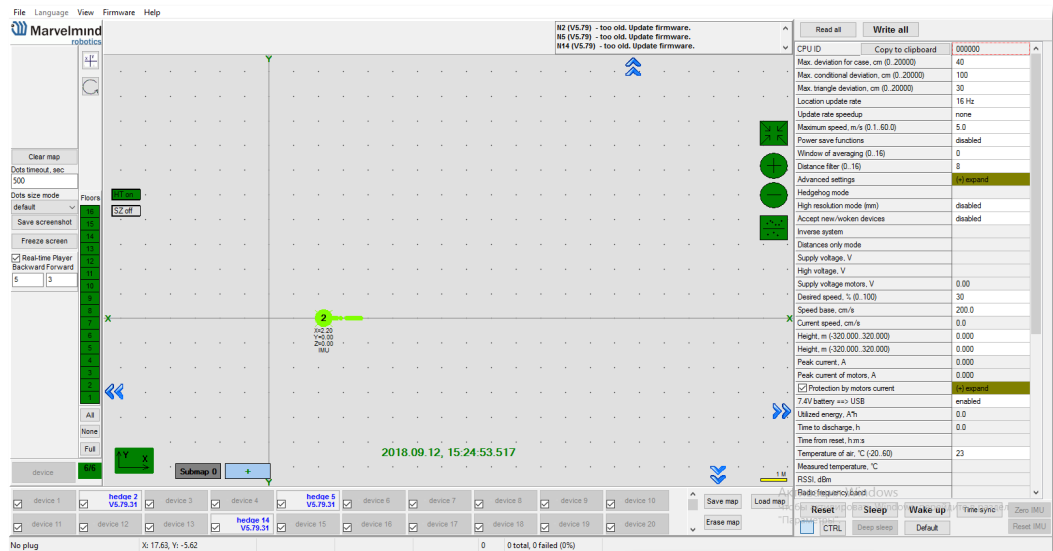 File Language View Firmware Help
Marvelmind
robotics
Clear map
Dots timeout, sec
500
Dots size mode
default
Save screenshot
Freeze screen
Real-time Player
Backward Forward
5 3
device
Floors
16
15
14
13
12
11
10
9
8
7
6
5
4
3
2
1
All
None
Full
6/6
HT on
SZ off
N2 (V5.79) - too old. Update firmware.
N5 (V5.79) - too old. Update firmware.
N14 (V5.79) - too old. Update firmware.
Y
X
X
2
X=2.20
Y=0.00
Z=0.00
IMU
2018.09.12, 15:24:53.517
Y
X
Submap 0 +
Y
1 M
Read all Write all
CPU ID Copy to clipboard 000000
Max. deviation for case, cm (0..20000) 40
Max. conditional deviation, cm (0..20000) 100
Max. triangle deviation, cm (0..20000) 30
Location update rate 16 Hz
Update rate speedup none
Maximum speed, m/s (0.1..60.0) 5.0
Power save functions disabled
Window of averaging (0..16) 0
Distance filter (0..16) 8
Advanced settings (+) expand
Hedgehog mode
High resolution mode (mm) disabled
Accept new/woken devices disabled
Inverse system
Distances only mode
Supply voltage, V
High voltage, V
Supply voltage motors, V 0.00
Desired speed, % (0..100) 30
Speed base, cm/s 200.0
Current speed, cm/s 0.0
Height, m (-320.000..320.000) 0.000
Height, m (-320.000..320.000) 0.000
Peak current, A 0.000
Peak current of motors, A 0.000
Protection by motors current (+) expand
7.4V battery ==> USB enabled
Utilized energy, A*h 0.0
Time to discharge, h 0.0
Time from reset, h:m:s
Temperature of air, °C (-20..60) 23
Measured temperature, °C
RSSI, dBm
Radio frequency band
Reset Sleep Wake up Time sync Zero IMU
CTRL Deep sleep Default Reset IMU
device 1 hedge 2 V5.79.31 device 3 device 4 hedge 5 V5.79.31 device 6 device 7 device 8 device 9 device 10
device 11 device 12 device 13 hedge 14 V5.79.31 device 15 device 16 device 17 device 18 device 19 device 20
Save map Load map
Erase map
No plug X: 17.63, Y: -5.62 0 0 total, 0 failed (0%)